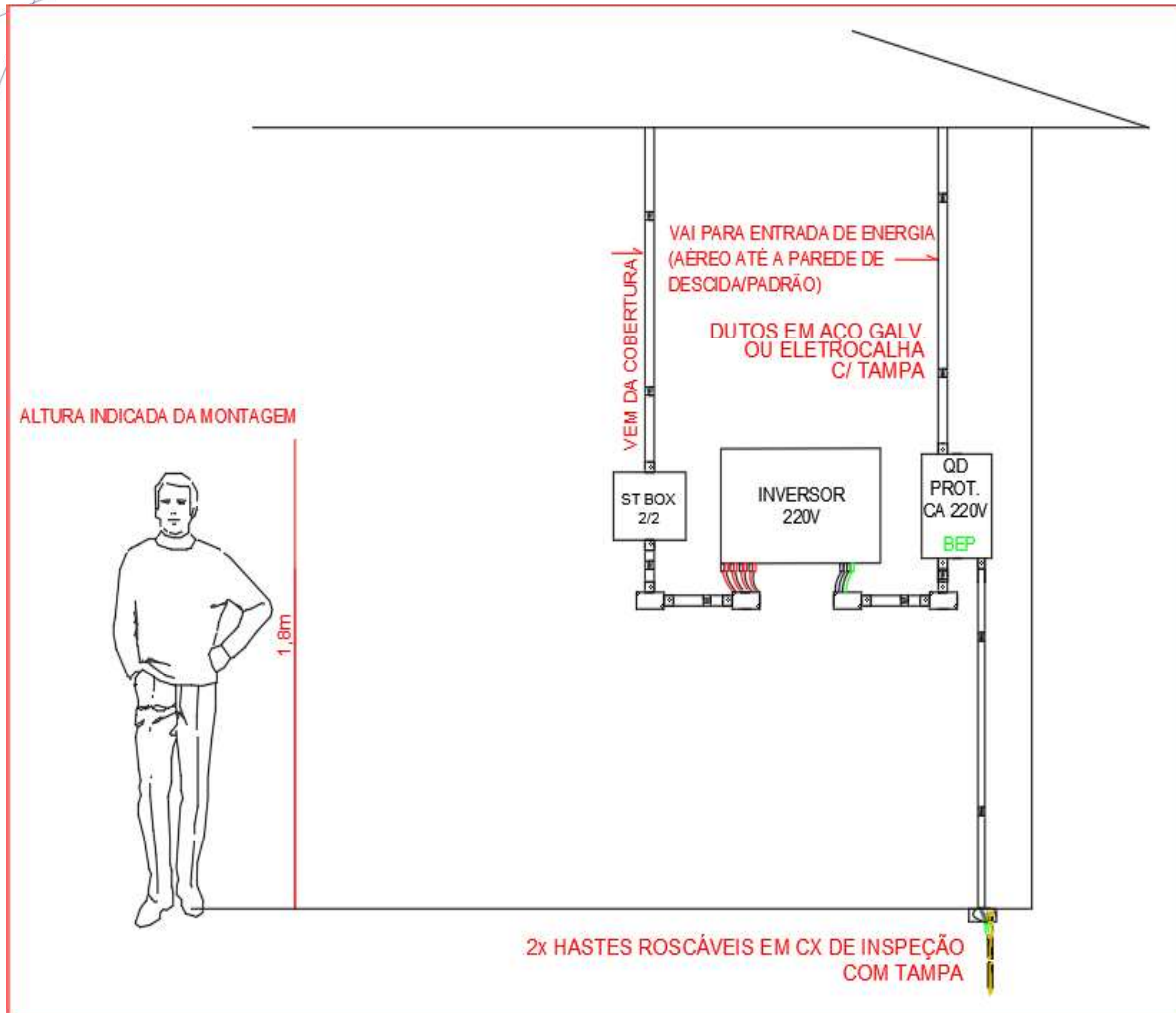 VAI PARA ENTRADA DE ENERGIA
(AÉREO ATÉ A PAREDE DE
DESCIDA/PADRÃO)
VEM DA COBERTURA
DUTOS EM AÇO GALV.
OU ELETROCALHA
C/ TAMPA
ALTURA INDICADA DA MONTAGEM
ST BOX
2/2
INVERSOR
220V
QD
PROT.
CA 220V
BEP
1,8m
2x HASTES ROSCÁVEIS EM CX DE INSPEÇÃO
COM TAMPA